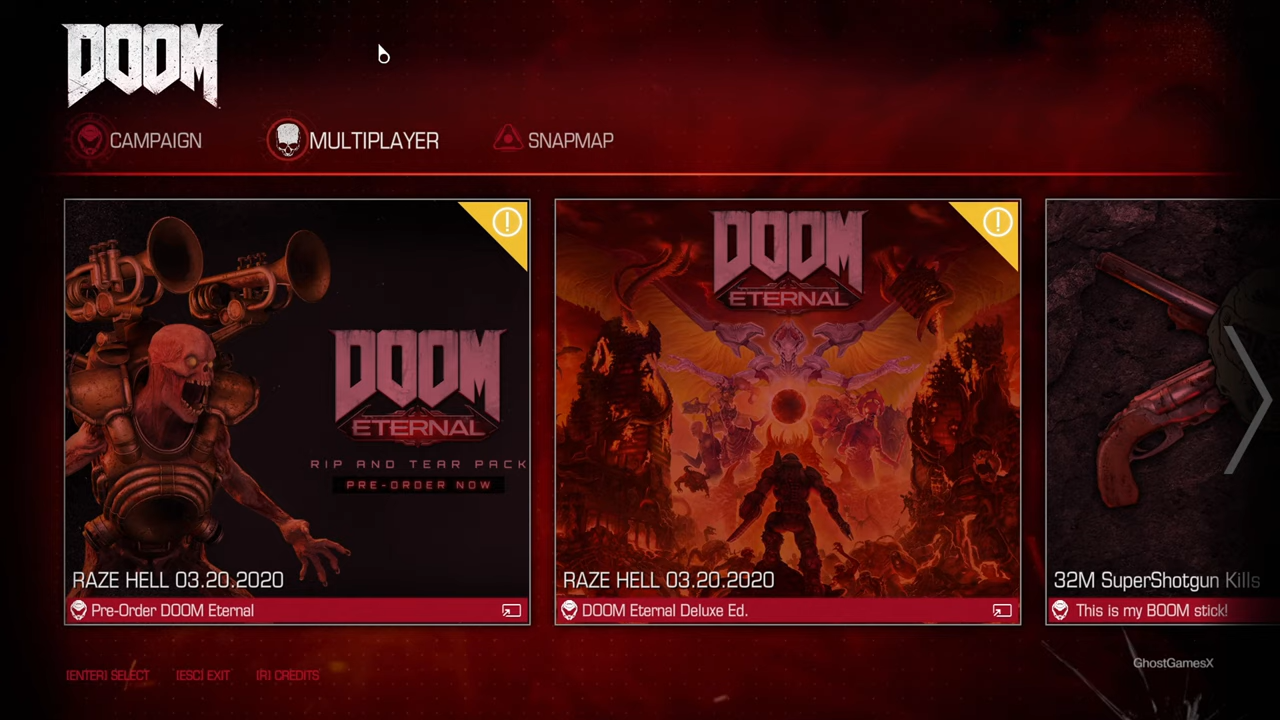 DOOM
CAMPAIGN
MULTIPLAYER
SNAPMAP
DOOM
ETERNAL
RIP AND TEAR PACK
PRE-ORDER NOW
RAZE HELL 03.20.2020
Pre-Order DOOM Eternal
DOOM
ETERNAL
RAZE HELL 03.20.2020
DOOM Eternal Deluxe Ed.
32M SuperShotgun Kills
This is my BOOM stick!
[ENTER] SELECT [ESC] EXIT [R] CREDITS
GhostGamesX